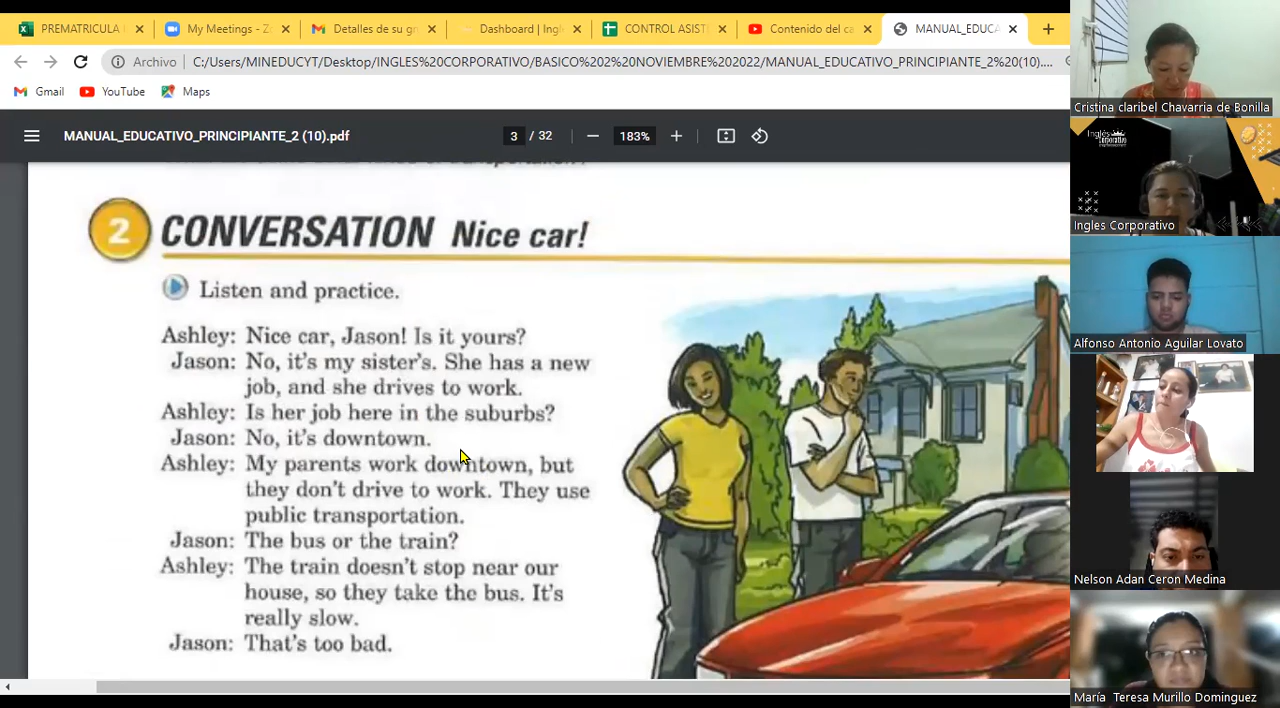 PREMATRICULA
My Meetings - Z
Detalles de su g
Dashboard | Ingl
CONTROL ASIST
Contenido del ca
MANUAL_EDUCA
Archivo
C:/Users/MINEDUCYT/Desktop/INGLES%20CORPORATIVO/BASICO%202%20NOVIEMBRE%202022/MANUAL_EDUCATIVO_PRINCIPIANTE_2%20(10)....
Gmail
YouTube
Maps
MANUAL_EDUCATIVO_PRINCIPIANTE_2 (10).pdf
3 / 32
183%
2 CONVERSATION Nice car!
Listen and practice.
Ashley: Nice car, Jason! Is it yours?
Jason: No, it's my sister's. She has a new
job, and she drives to work.
Ashley: Is her job here in the suburbs?
Jason: No, it's downtown.
Ashley: My parents work downtown, but
they don't drive to work. They use
public transportation.
Jason: The bus or the train?
Ashley: The train doesn't stop near our
house, so they take the bus. It's
really slow.
Jason: That's too bad.
Cristina claribel Chavarria de Bonilla
Inglés
Corporativo
Ingles Corporativo
Alfonso Antonio Aguilar Lovato
Nelson Adan Ceron Medina
María Teresa Murillo Dominguez